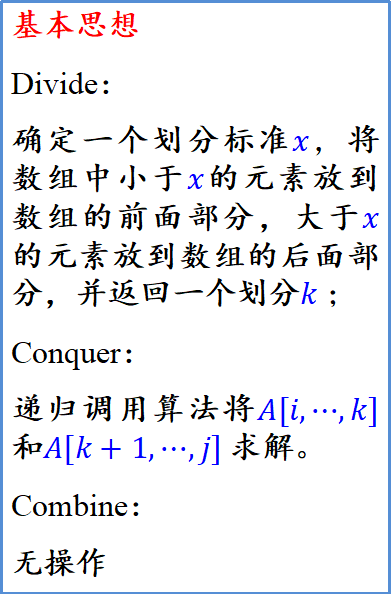 基本思想
Divide：
确定一个划分标准x，将
数组中小于x的元素放到
数组的前面部分，大于x
的元素放到数组的后面部
分，并返回一个划分k；
Conquer：
递归调用算法将A[i,⋯,k]
和A[k + 1,⋯,j] 求解。
Combine：
无操作